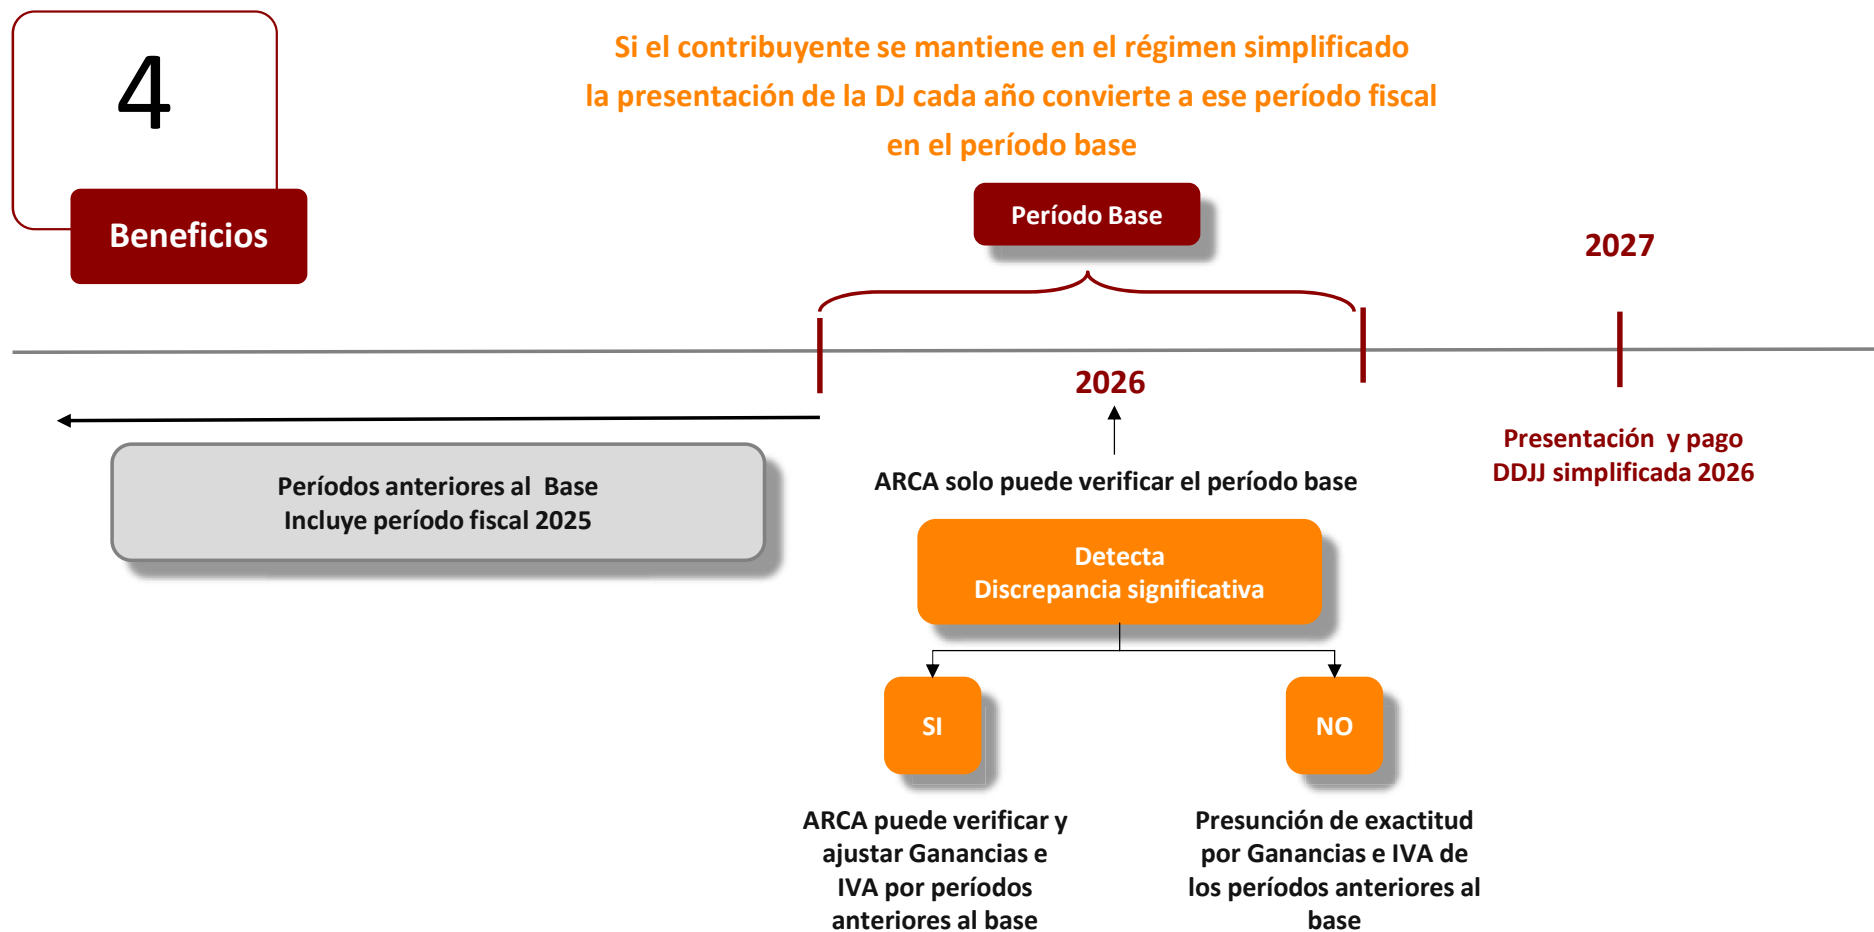 4
Beneficios
Si el contribuyente se mantiene en el régimen simplificado
la presentación de la DJ cada año convierte a ese período fiscal
en el período base
Período Base
2027
2026
Presentación y pago
DDJJ simplificada 2026
Períodos anteriores al Base
Incluye período fiscal 2025
ARCA solo puede verificar el período base
Detecta
Discrepancia significativa
SI
NO
ARCA puede verificar y
ajustar Ganancias e
IVA por períodos
anteriores al base
Presunción de exactitud
por Ganancias e IVA de
los períodos anteriores al
base